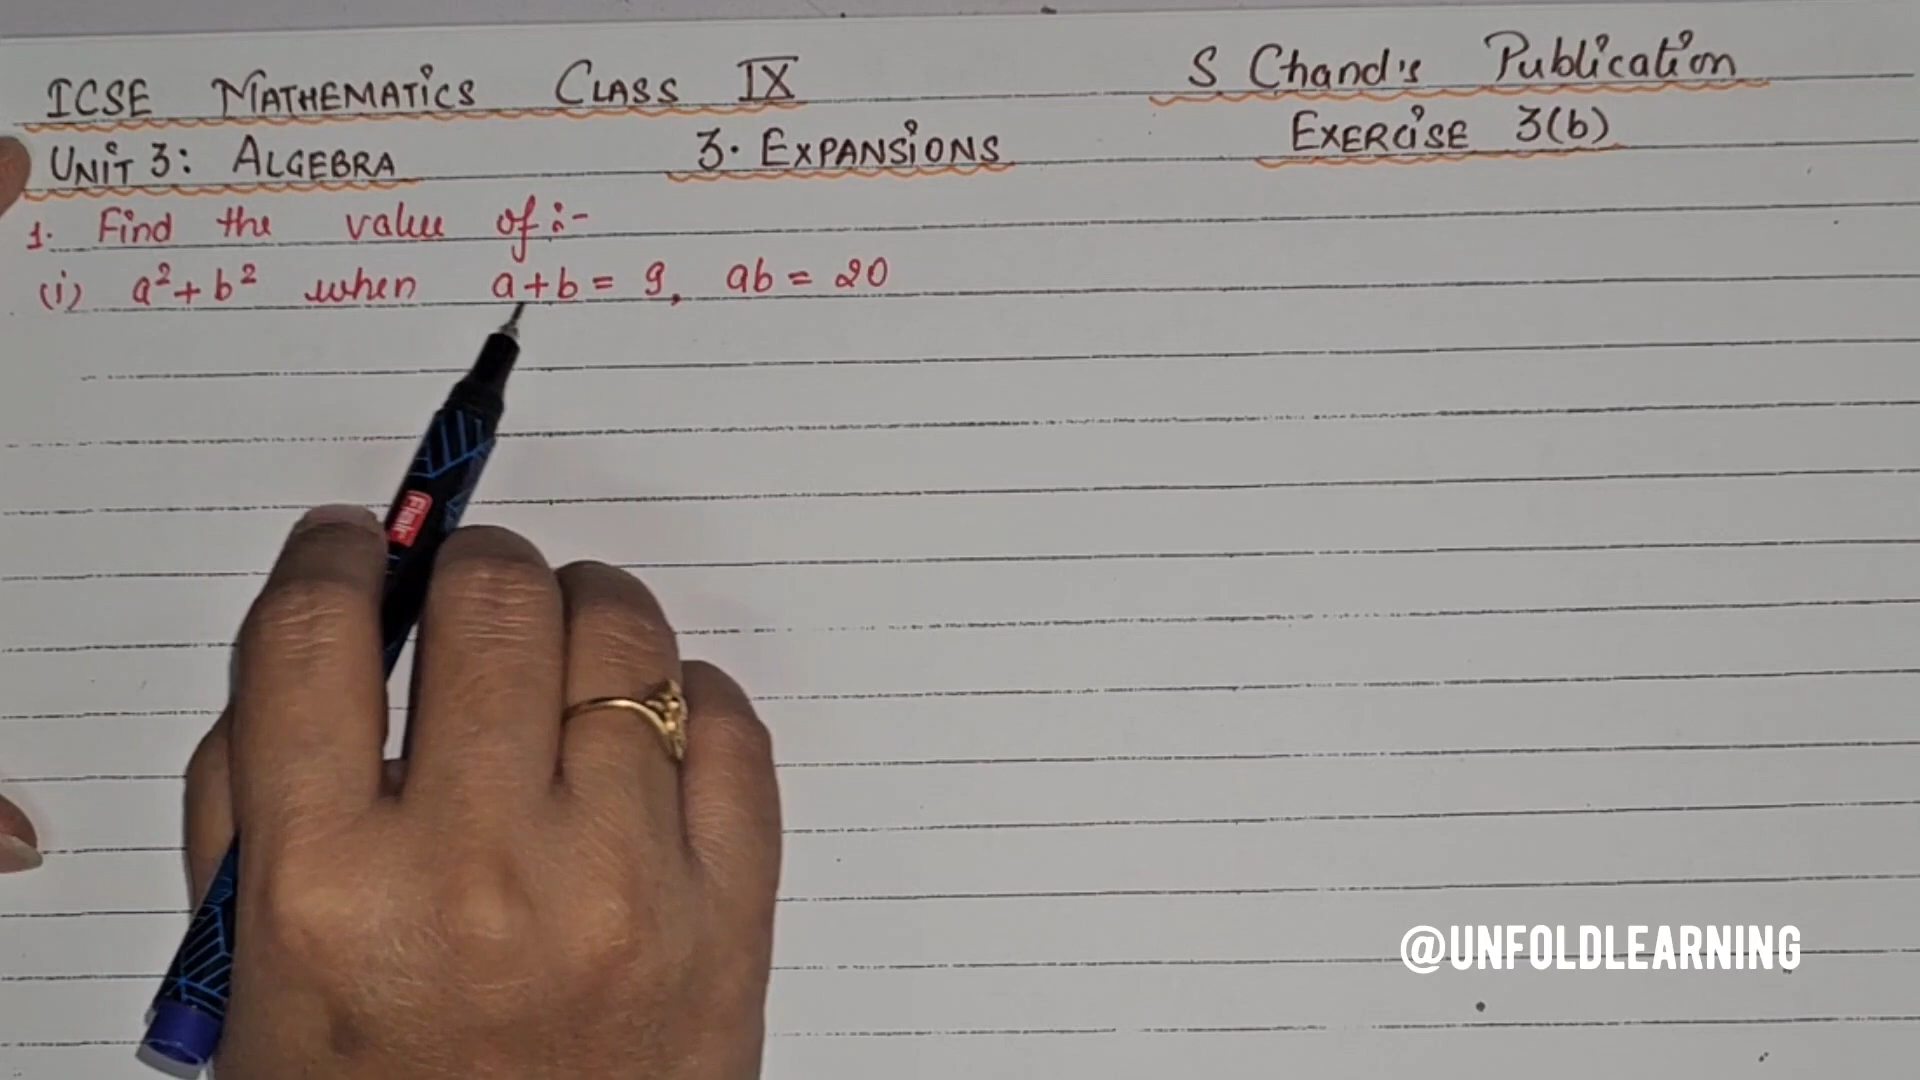 ICSE MATHEMATICS CLASS IX S Chand's Publication
UNIT 3: ALGEBRA 3. EXPANSIONS EXERCISE 3(b)
1. Find the value of :-
(i) a² + b² when a + b = 9, ab = 20
Flair
@UNFOLDLEARNING